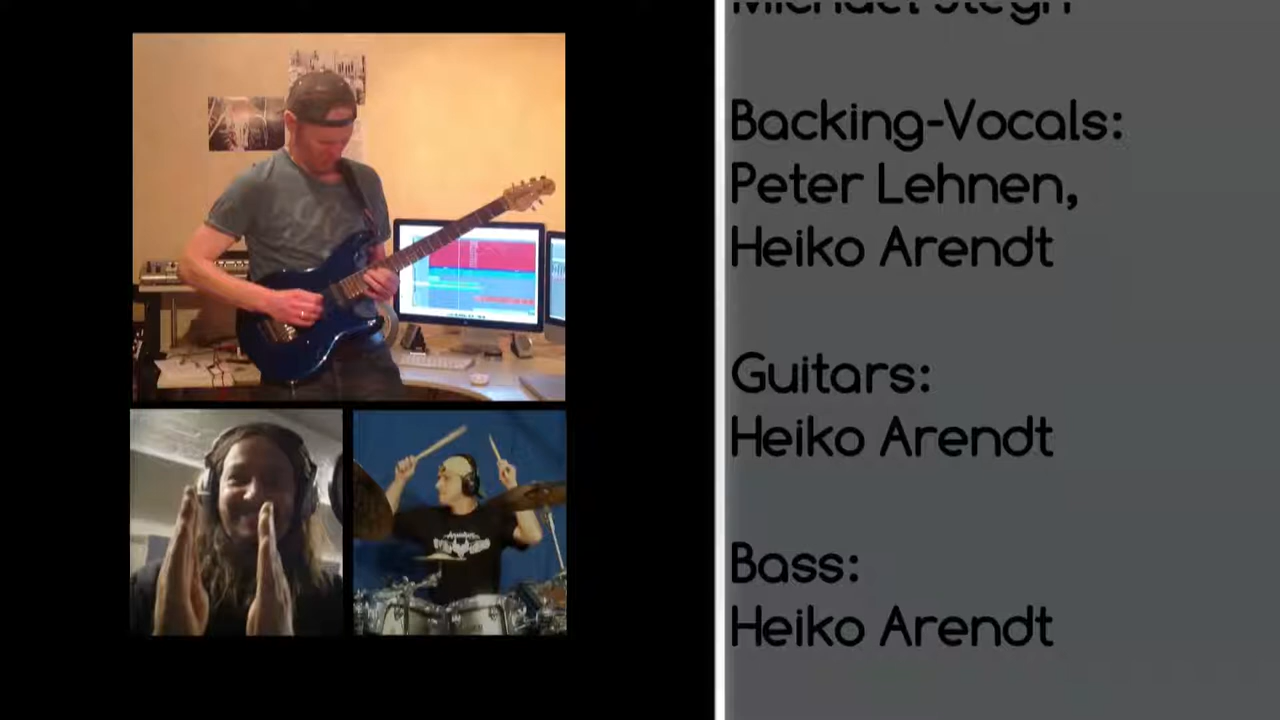 Backing-Vocals:
Peter Lehnen,
Heiko Arendt
Guitars:
Heiko Arendt
Bass:
Heiko Arendt